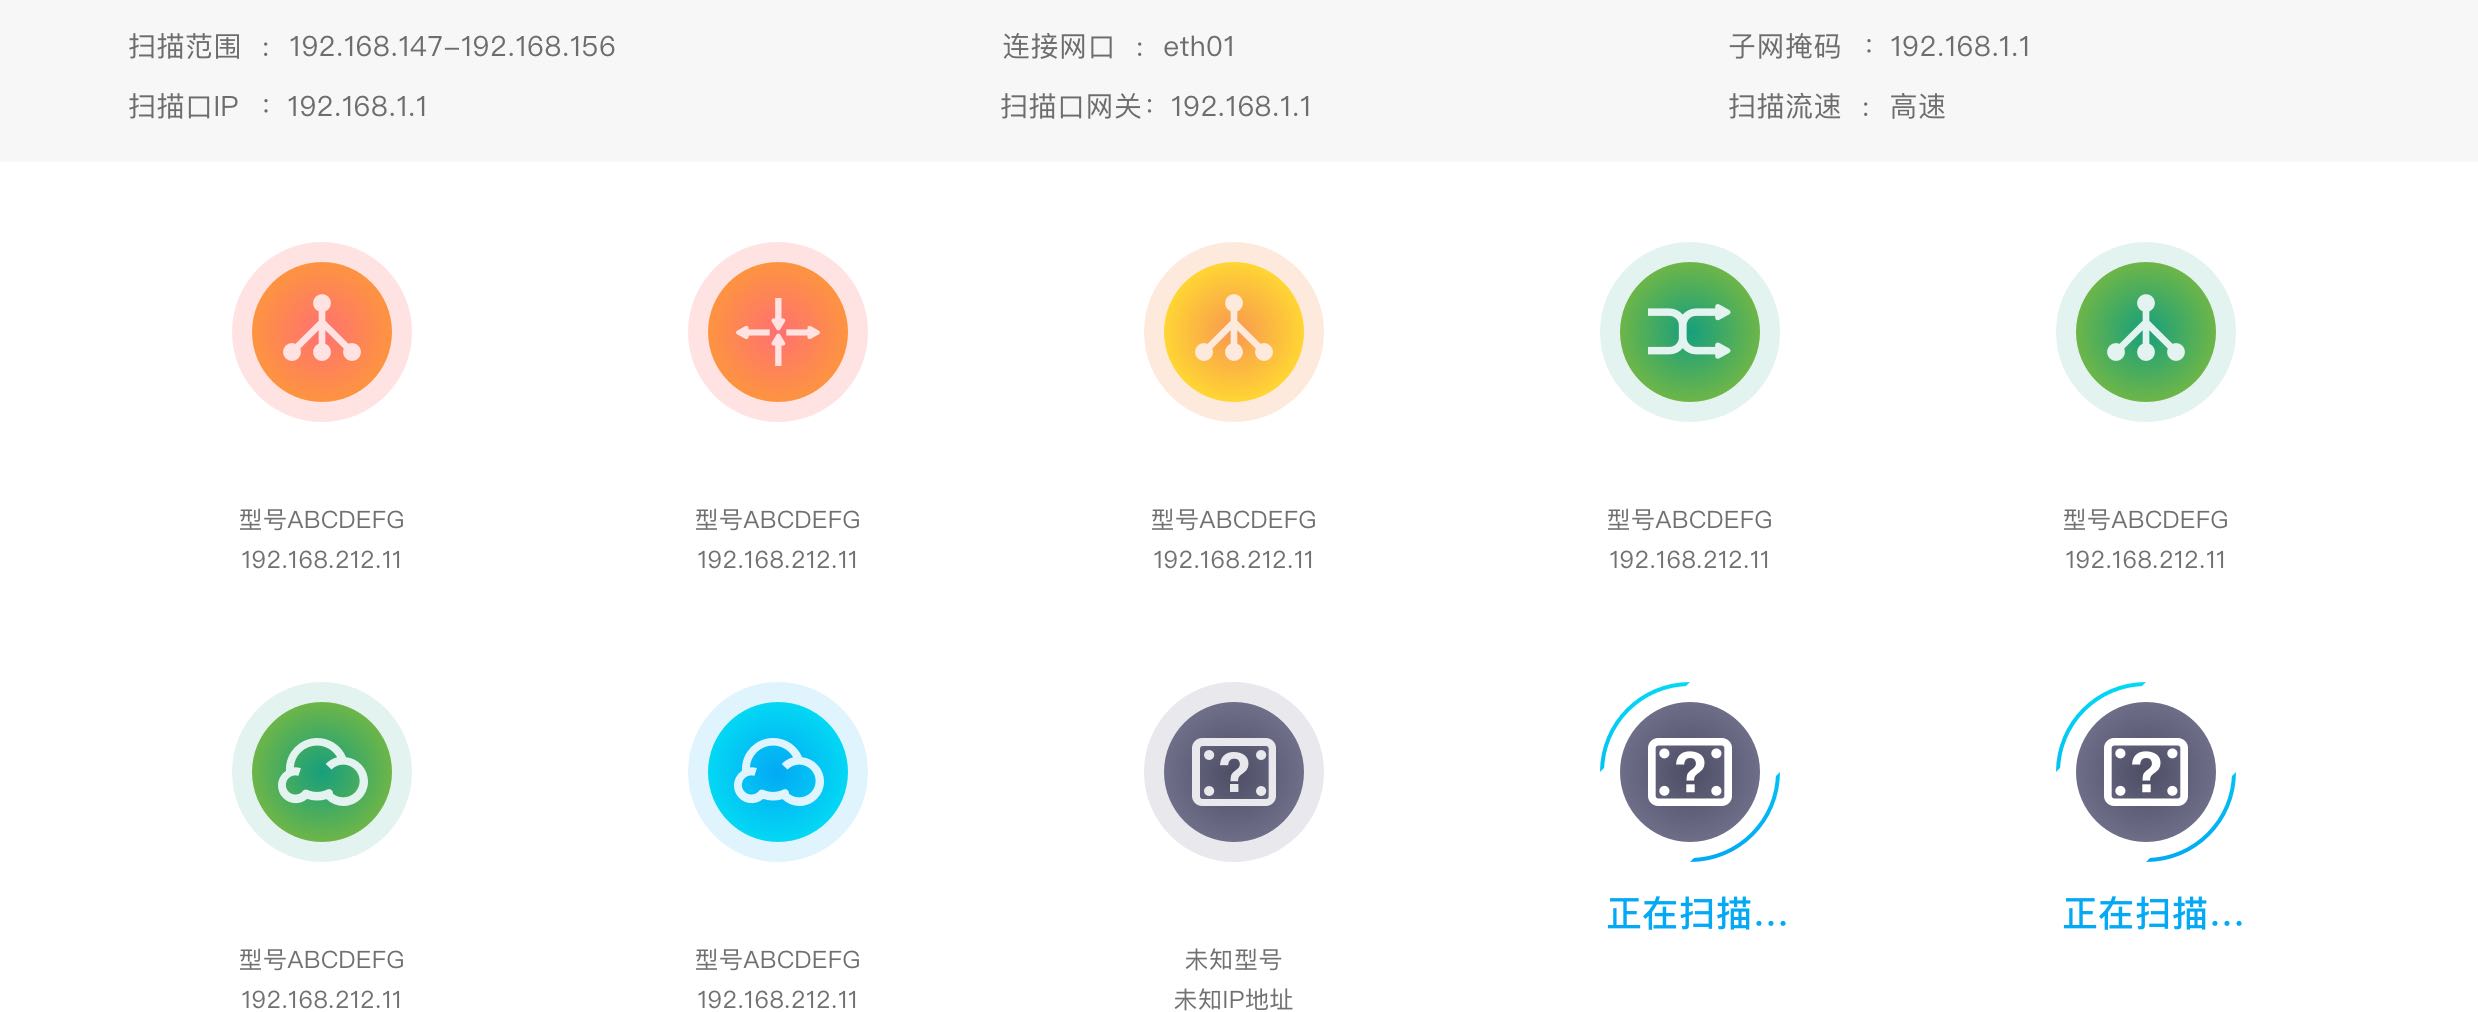 扫描范围 : 192.168.147-192.168.156 连接网口 : eth01 子网掩码 : 192.168.1.1
扫描口IP : 192.168.1.1 扫描口网关: 192.168.1.1 扫描流速 : 高速
型号ABCDEFG 型号ABCDEFG 型号ABCDEFG 型号ABCDEFG 型号ABCDEFG
192.168.212.11 192.168.212.11 192.168.212.11 192.168.212.11 192.168.212.11
? ? ?
正在扫描... 正在扫描...
型号ABCDEFG 型号ABCDEFG 未知型号
192.168.212.11 192.168.212.11 未知IP地址